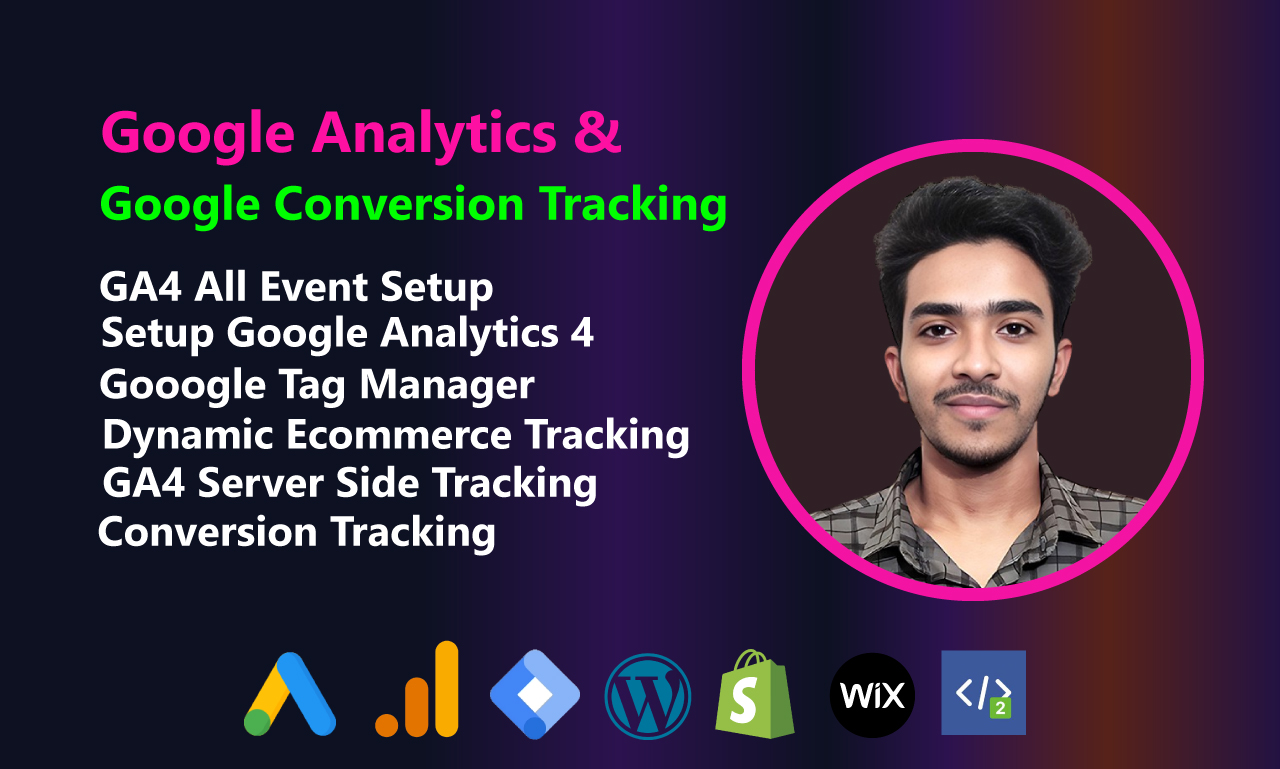 Google Analytics &
Google Conversion Tracking
GA4 All Event Setup
Setup Google Analytics 4
Gooogle Tag Manager
Dynamic Ecommerce Tracking
GA4 Server Side Tracking
Conversion Tracking
W S WiX </> 2